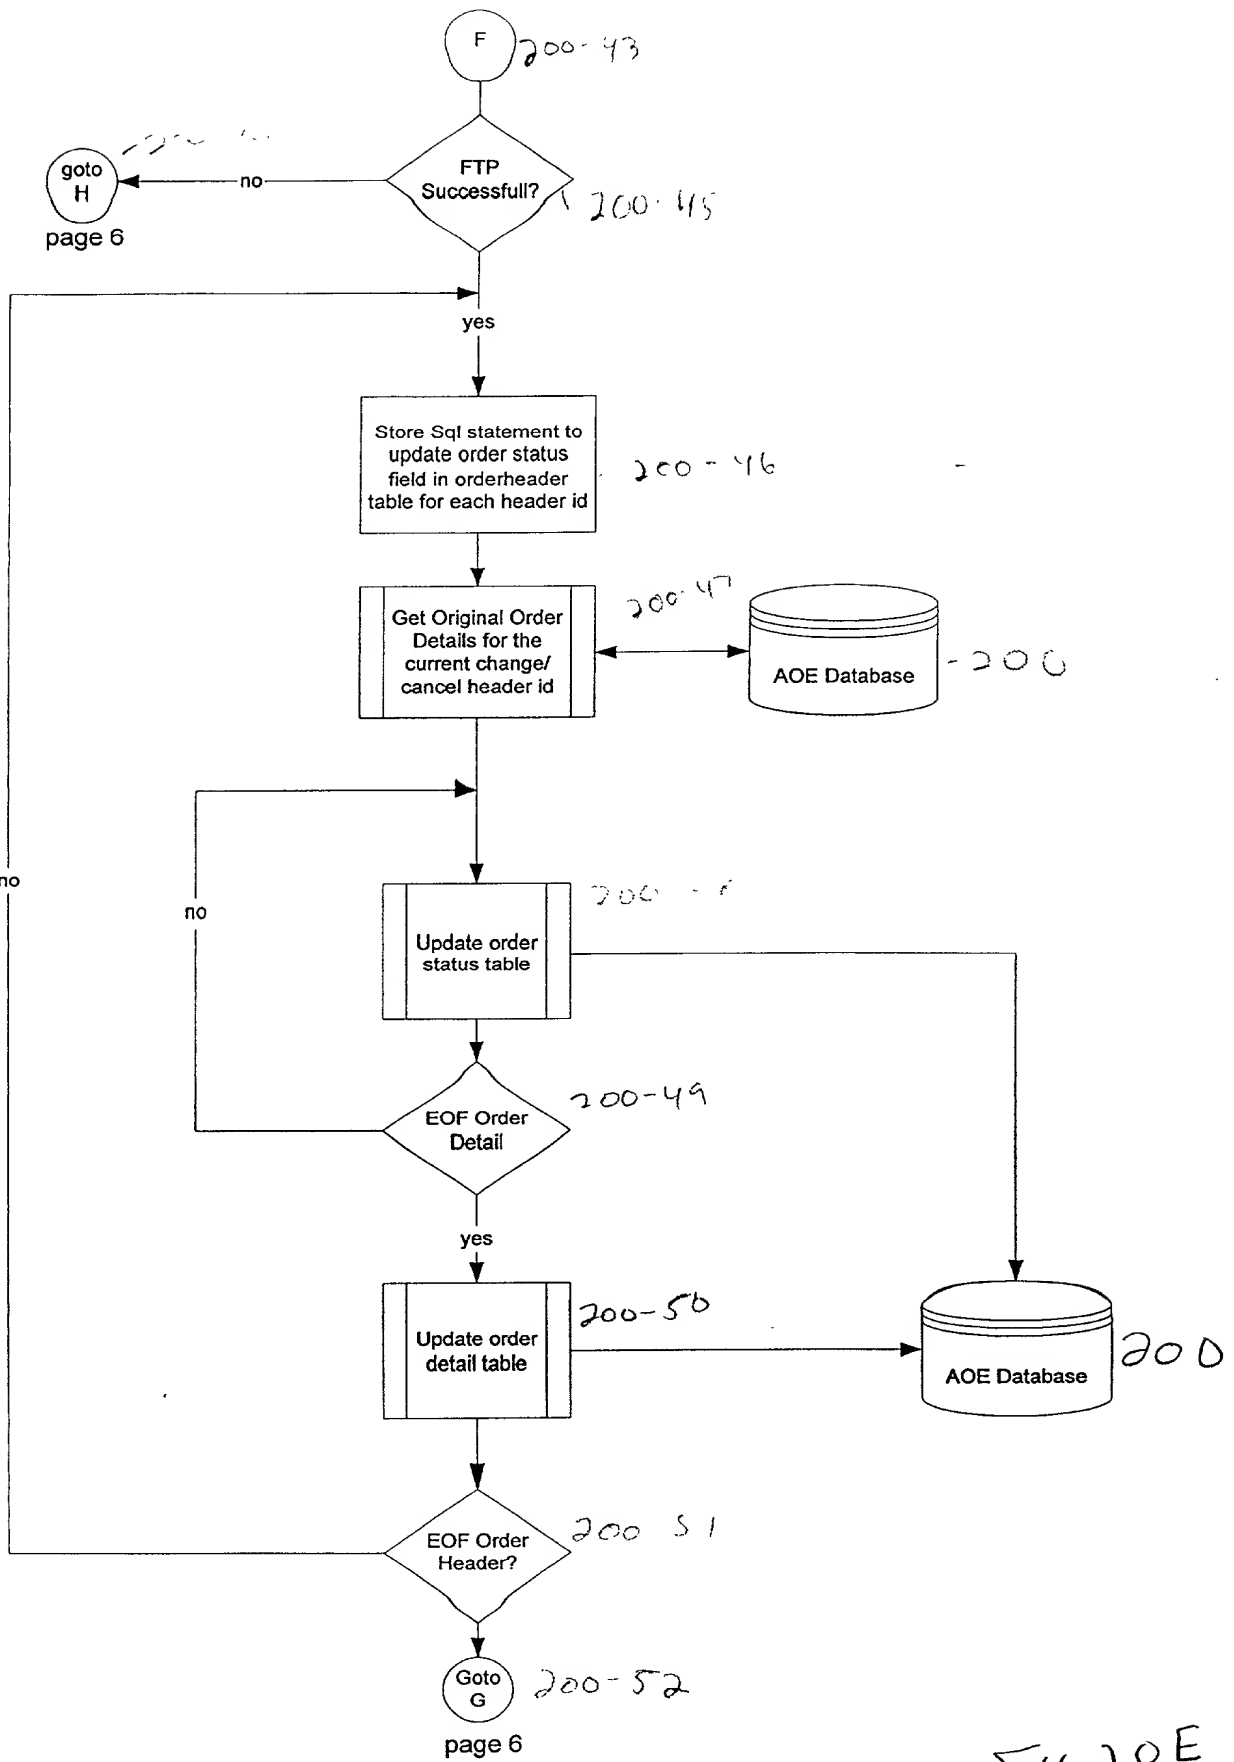 F
200-43
goto
H
page 6
no
FTP
Successfull?
200-45
yes
Store Sql statement to
update order status
field in orderheader
table for each header id
200-46
Get Original Order
Details for the
current change/
cancel header id
200-47
AOE Database
-200
no
no
200
Update order
status table
EOF Order
Detail
200-49
yes
Update order
detail table
200-50
AOE Database
200
EOF Order
Header?
200 51
Goto
G
200-52
page 6
20E